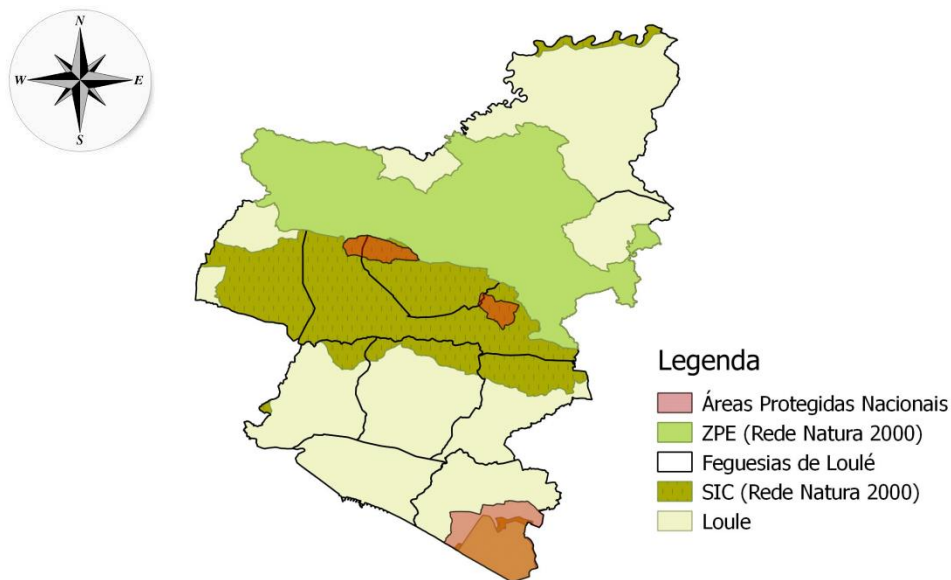 N
W E
S
Legenda
Áreas Protegidas Nacionais
ZPE (Rede Natura 2000)
Feguesias de Loulé
SIC (Rede Natura 2000)
Loule